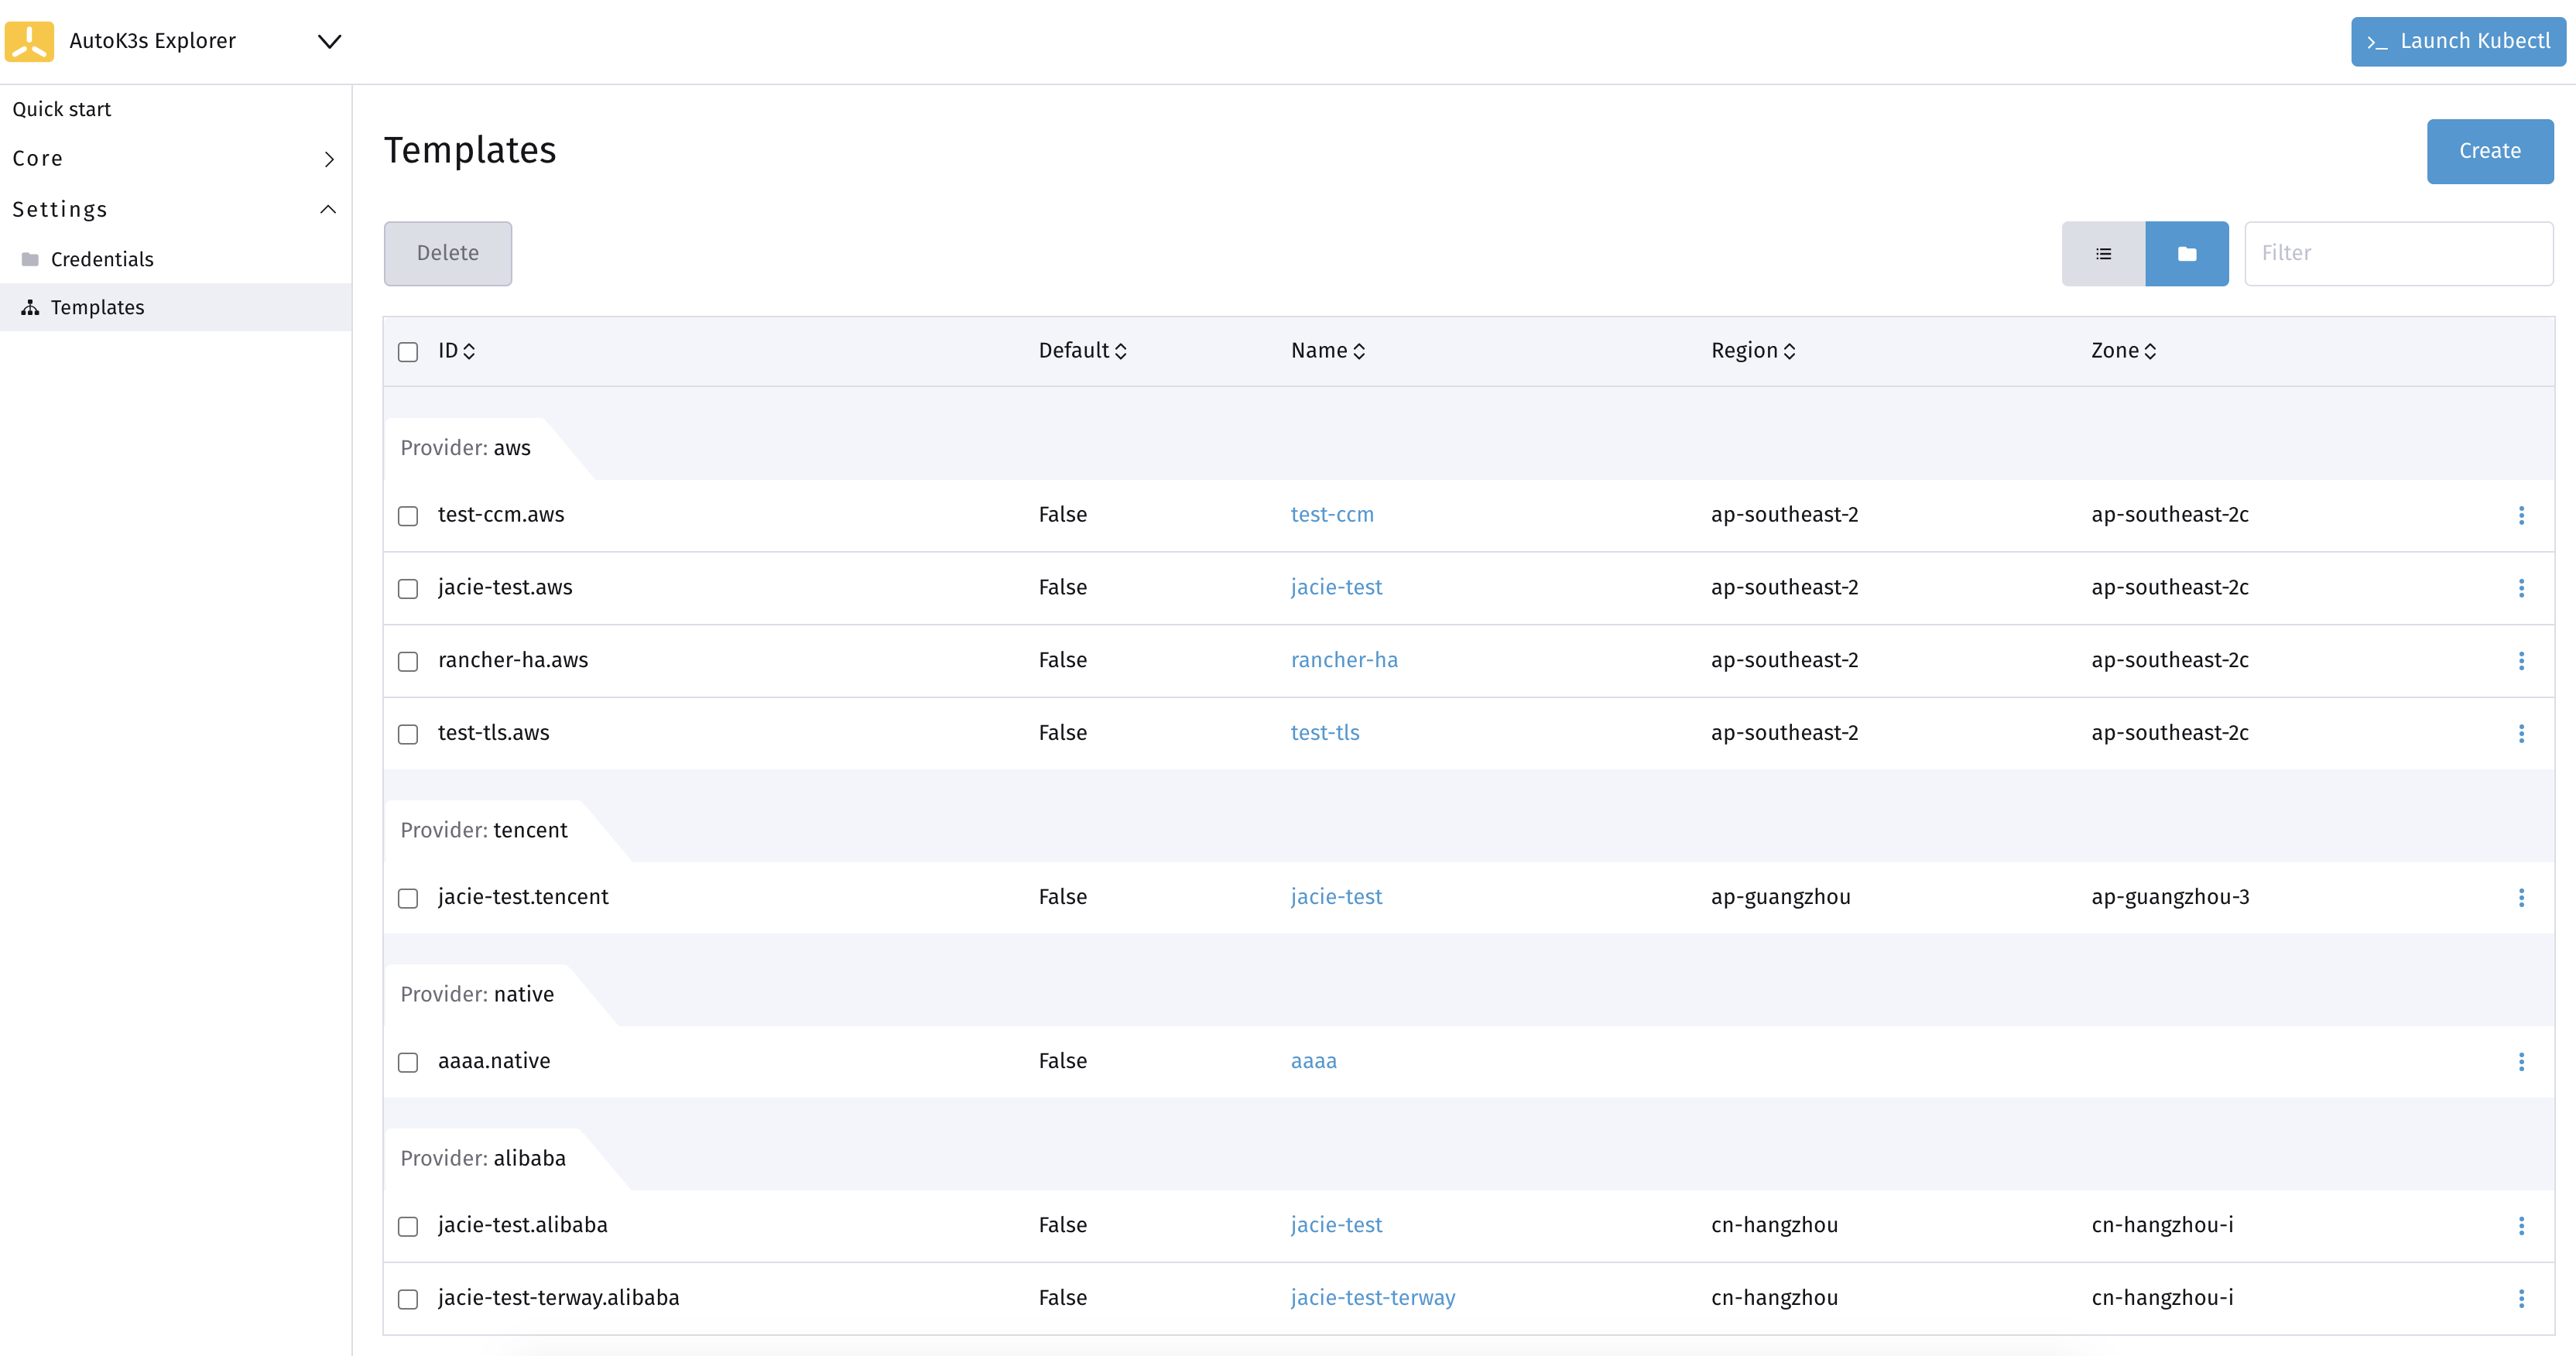 AutoK3s Explorer
>_ Launch Kubectl
Quick start
Core
Settings
Credentials
Templates
Templates
Create
Delete
Filter
ID Default Name Region Zone
Provider: aws
test-ccm.aws False test-ccm ap-southeast-2 ap-southeast-2c
jacie-test.aws False jacie-test ap-southeast-2 ap-southeast-2c
rancher-ha.aws False rancher-ha ap-southeast-2 ap-southeast-2c
test-tls.aws False test-tls ap-southeast-2 ap-southeast-2c
Provider: tencent
jacie-test.tencent False jacie-test ap-guangzhou ap-guangzhou-3
Provider: native
aaaa.native False aaaa
Provider: alibaba
jacie-test.alibaba False jacie-test cn-hangzhou cn-hangzhou-i
jacie-test-terway.alibaba False jacie-test-terway cn-hangzhou cn-hangzhou-i